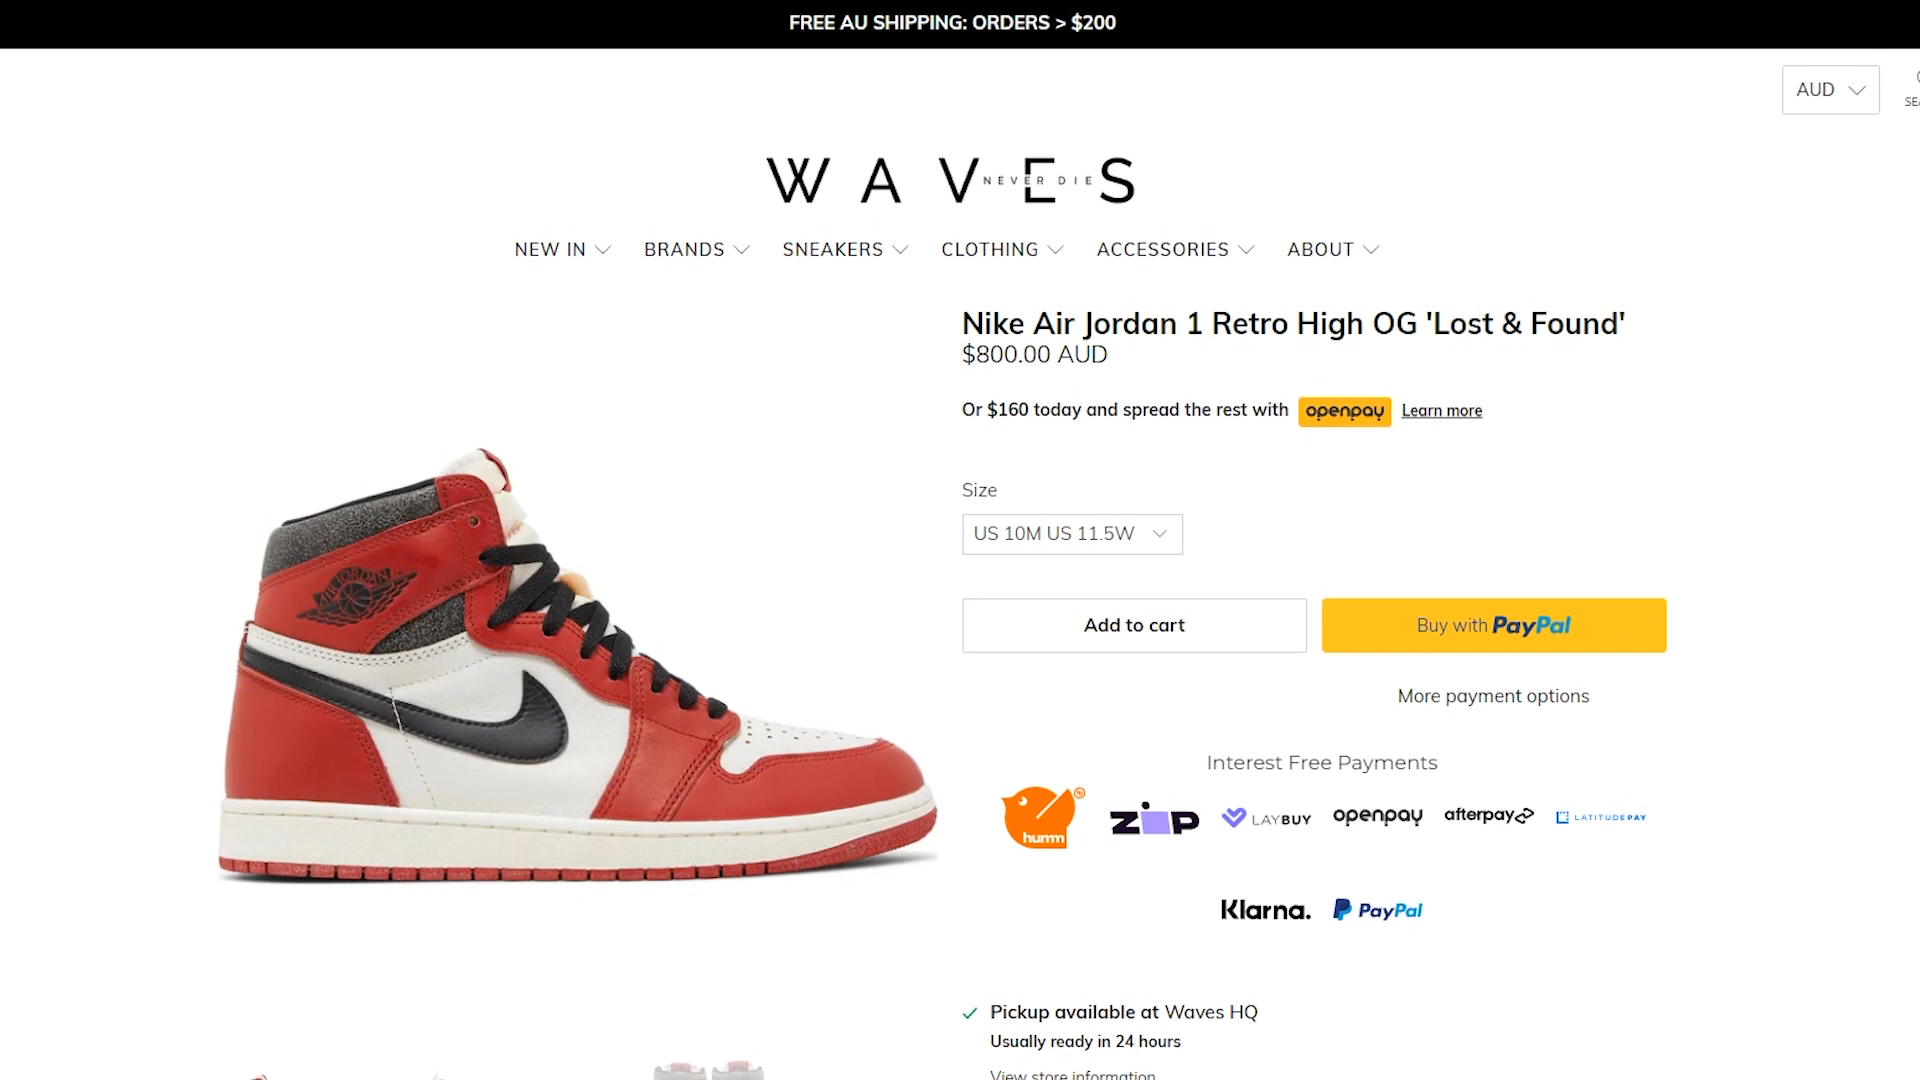 FREE AU SHIPPING: ORDERS > $200
AUD
WAVES
NEVER DIE
NEW IN
BRANDS
SNEAKERS
CLOTHING
ACCESSORIES
ABOUT
Nike Air Jordan 1 Retro High OG 'Lost & Found'
$800.00 AUD
Or $160 today and spread the rest with openpay Learn more
Size
US 10M US 11.5W
Add to cart
Buy with PayPal
More payment options
Interest Free Payments
humm
ZIP
LAYBUY
openpay
afterpay
LATITUDEPAY
Klarna.
PayPal
AIR JORDAN
Pickup available at Waves HQ
Usually ready in 24 hours
View store information